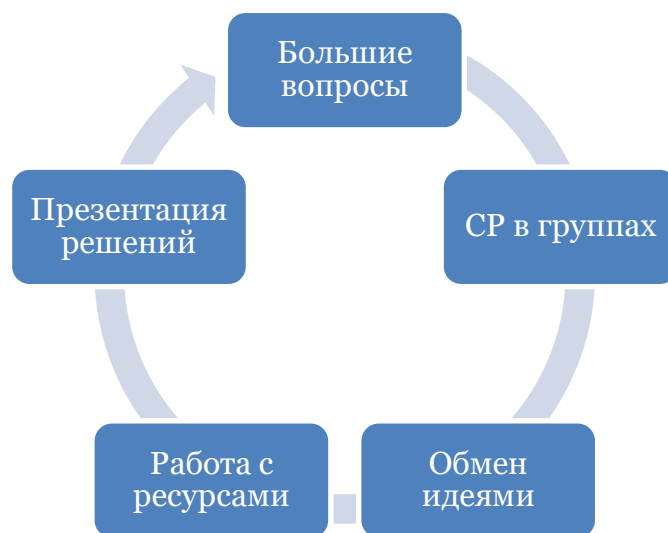 Большие
вопросы
СР в группах
Обмен
идеями
Работа с
ресурсами
Презентация
решений